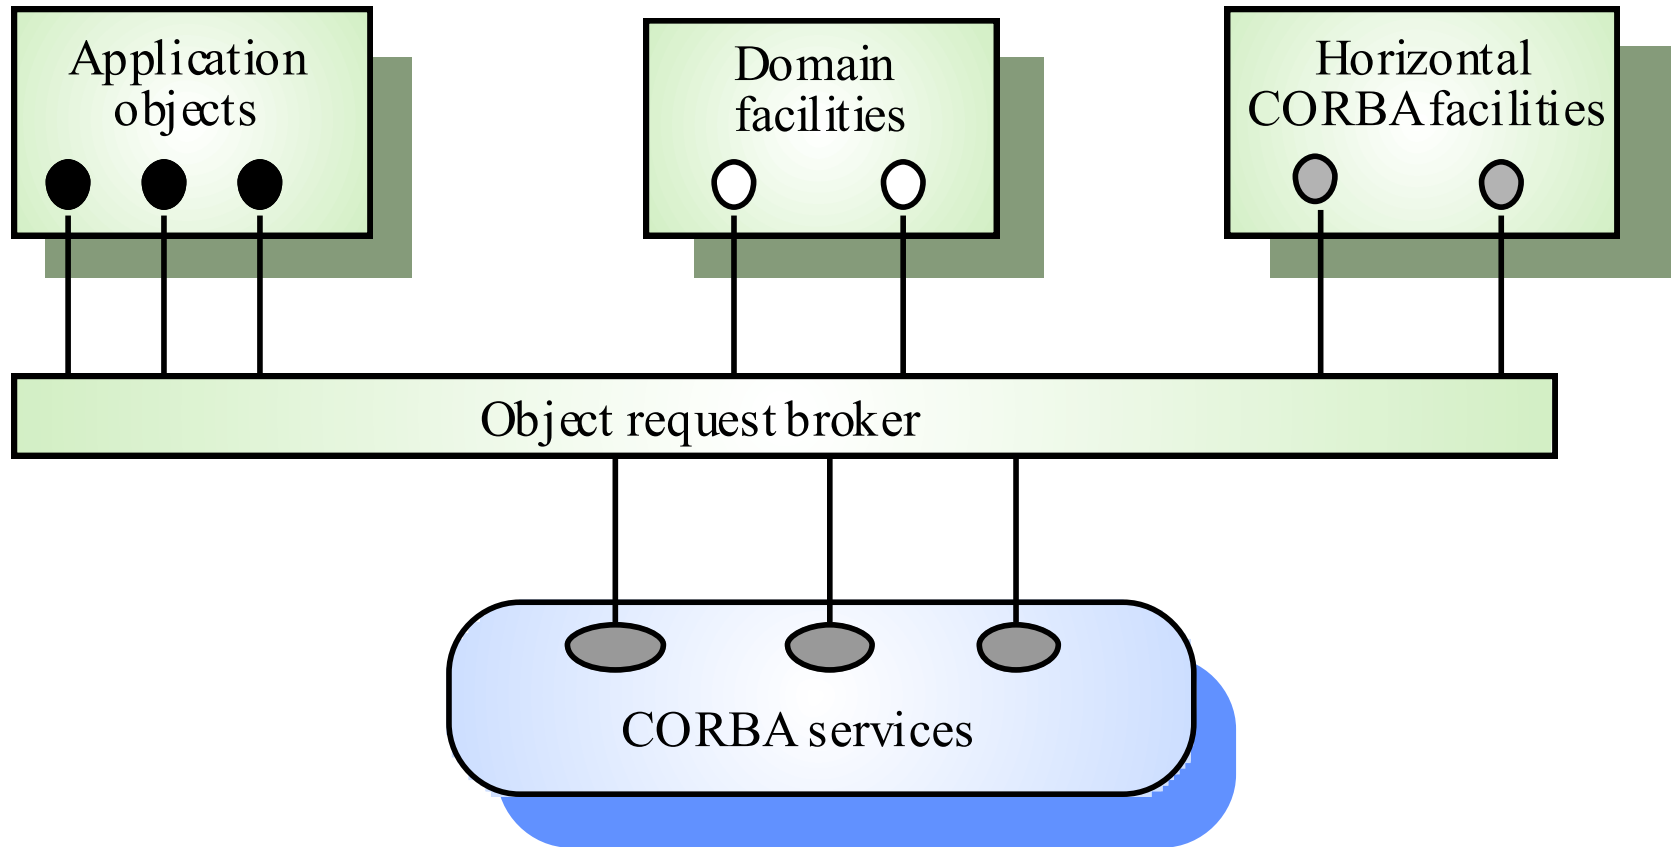 Application
objects
Domain
facilities
Horizontal
CORBA facilities
Object request broker
CORBA services